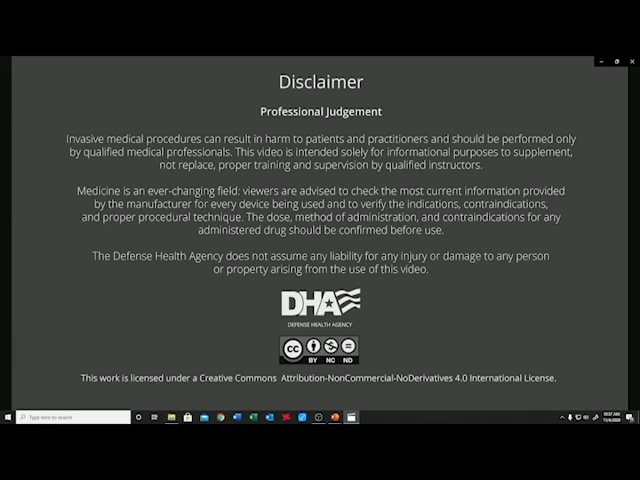 Disclaimer
Professional Judgement
Invasive medical procedures can result in harm to patients and practitioners and should be performed only
by qualified medical professionals. This video is intended solely for informational purposes to supplement,
not replace, proper training and supervision by qualified instructors.
Medicine is an ever-changing field: viewers are advised to check the most current information provided
by the manufacturer for every device being used and to verify the indications, contraindications,
and proper procedural technique. The dose, method of administration, and contraindications for any
administered drug should be confirmed before use.
The Defense Health Agency does not assume any liability for any injury or damage to any person
or property arising from the use of this video.
DHA
DEFENSE HEALTH AGENCY
CC BY NC ND
This work is licensed under a Creative Commons Attribution-NonCommercial-NoDerivatives 4.0 International License.
Type here to search